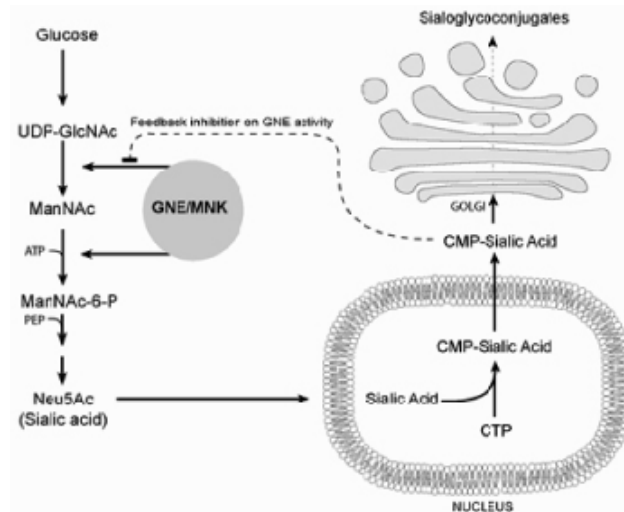 Sialoglycoconjugates
Glucose
UDP-GlcNAc
Feedback inhibition on GNE activity
ManNAc
GNE/MNK
GOLGI
ATP
CMP-Sialic Acid
ManNAc-6-P
PEP
CMP-Sialic Acid
Neu5Ac
(Sialic acid)
Sialic Acid
CTP
NUCLEUS